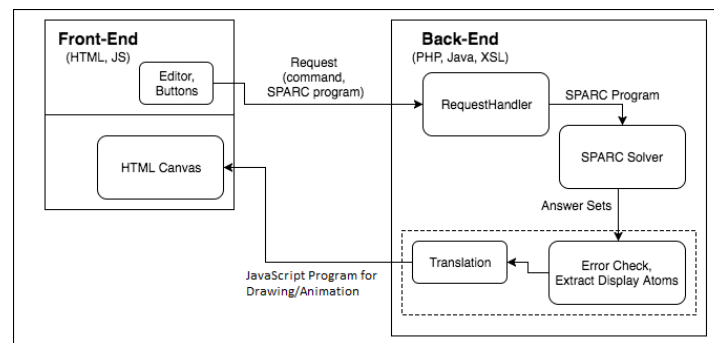 Front-End
(HTML, JS)
Editor,
Buttons
Request
(command,
SPARC program)
Back-End
(PHP, Java, XSL)
RequestHandler
SPARC Program
SPARC Solver
Answer Sets
Error Check,
Extract Display Atoms
Translation
JavaScript Program for
Drawing/Animation
HTML Canvas